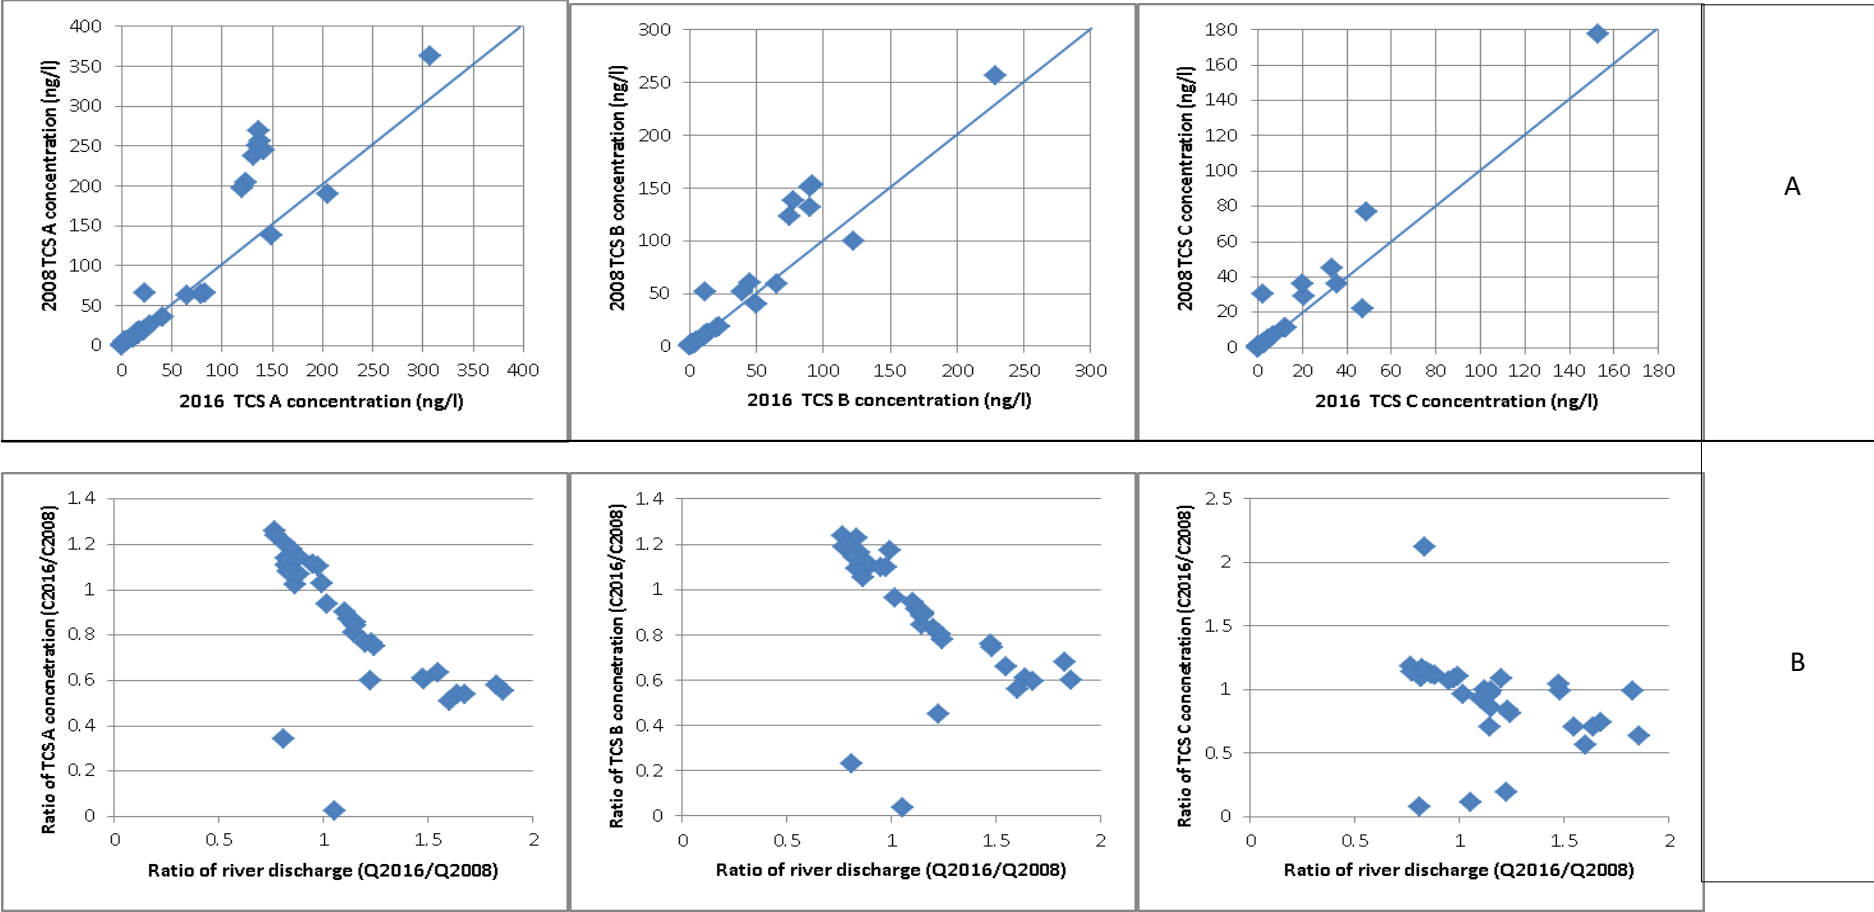 2008 TCS A concentration (ng/l)
400
350
300
250
200
150
100
50
0
0 50 100 150 200 250 300 350 400
2016 TCS A concentration (ng/l)
2008 TCS B concentration (ng/l)
300
250
200
150
100
50
0
0 50 100 150 200 250 300
2016 TCS B concentration (ng/l)
2008 TCS C concentration (ng/l)
180
160
140
120
100
80
60
40
20
0
0 20 40 60 80 100 120 140 160 180
2016 TCS C concentration (ng/l)
A
Ratio of TCS A concnetration (C2016/C2008)
1.4
1.2
1
0.8
0.6
0.4
0.2
0
0 0.5 1 1.5 2
Ratio of river discharge (Q2016/Q2008)
Ratio of TCS B concnetration (C2016/C2008)
1.4
1.2
1
0.8
0.6
0.4
0.2
0
0 0.5 1 1.5 2
Ratio of river discharge (Q2016/Q2008)
Ratio of TCS C concnetration (C2016/C2008)
2.5
2
1.5
1
0.5
0
0 0.5 1 1.5 2
Ratio of river discharge (Q2016/Q2008)
B